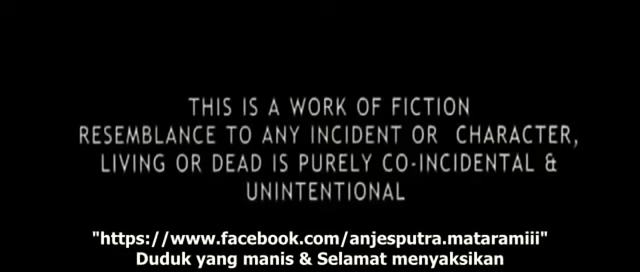 THIS IS A WORK OF FICTION
RESEMBLANCE TO ANY INCIDENT OR CHARACTER,
LIVING OR DEAD IS PURELY CO-INCIDENTAL &
UNINTENTIONAL
"https://www.facebook.com/anjesputra.mataramiii"
Duduk yang manis & Selamat menyaksikan